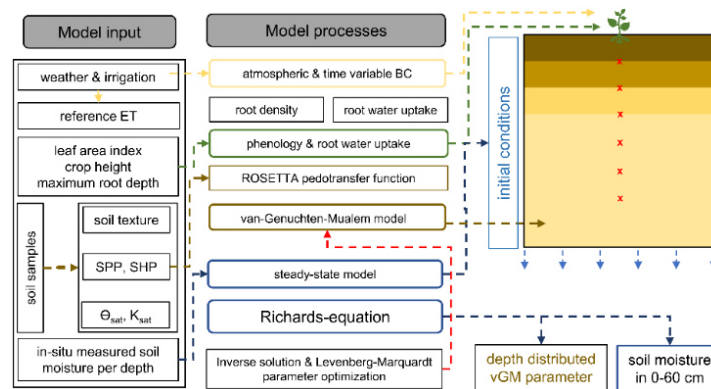 Model input
Model processes
weather & irrigation
atmospheric & time variable BC
reference ET
root density
root water uptake
leaf area index
crop height
maximum root depth
phenology & root water uptake
ROSETTA pedotransfer function
initial conditions
soil samples
soil texture
SPP, SHP
Θsat, Ksat
van-Genuchten-Mualem model
steady-state model
Richards-equation
in-situ measured soil
moisture per depth
Inverse solution & Levenberg-Marquardt
parameter optimization
depth distributed
vGM parameter
soil moisture
in 0-60 cm
x
x
x
x
x
x